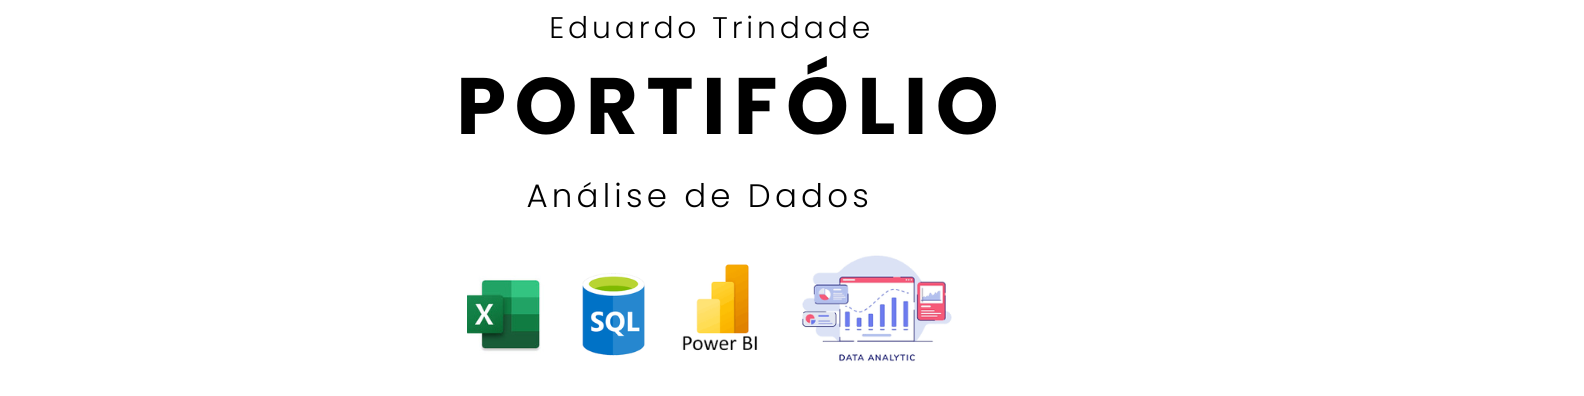 Eduardo Trindade
PORTIFÓLIO
Análise de Dados
X
SQL
Power BI
DATA ANALYTIC